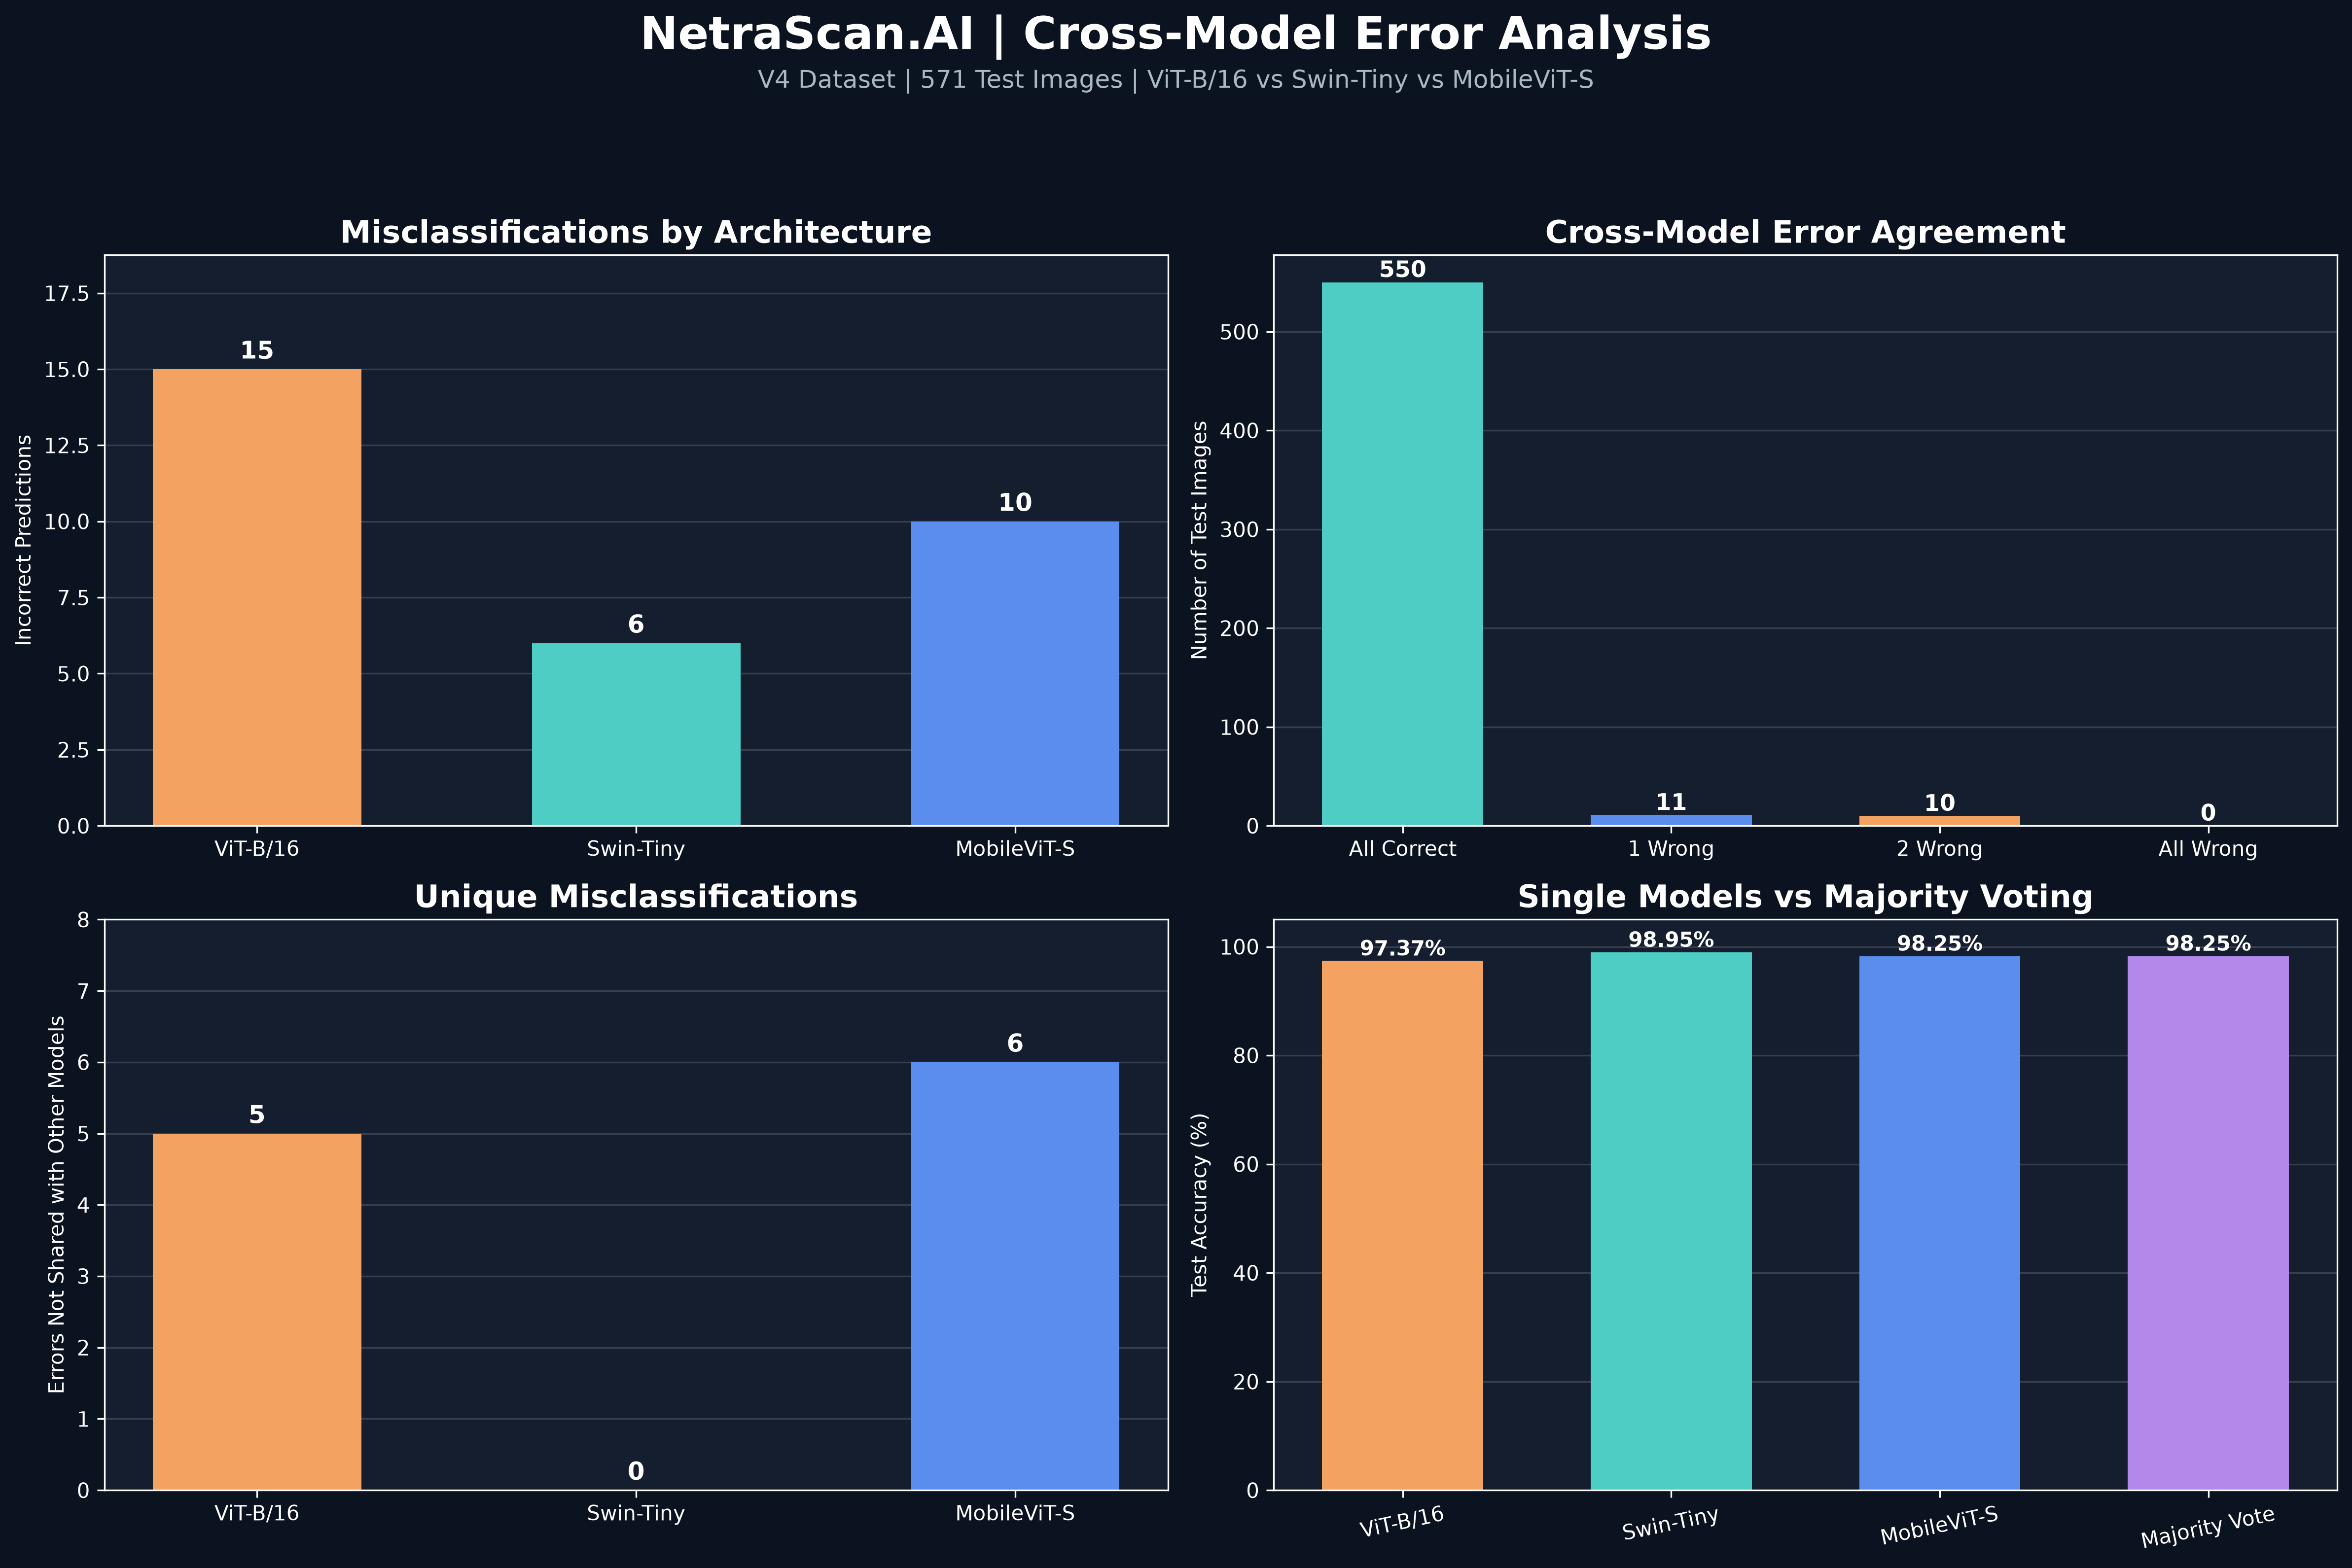 NetraScan.AI | Cross-Model Error Analysis
V4 Dataset | 571 Test Images | ViT-B/16 vs Swin-Tiny vs MobileViT-S
Misclassifications by Architecture
Incorrect Predictions
17.5
15.0
12.5
10.0
7.5
5.0
2.5
0.0
15
6
10
ViT-B/16
Swin-Tiny
MobileViT-S
Cross-Model Error Agreement
Number of Test Images
500
400
300
200
100
0
550
11
10
0
All Correct
1 Wrong
2 Wrong
All Wrong
Unique Misclassifications
Errors Not Shared with Other Models
8
7
6
5
4
3
2
1
0
5
0
6
ViT-B/16
Swin-Tiny
MobileViT-S
Single Models vs Majority Voting
Test Accuracy (%)
100
80
60
40
20
0
97.37%
98.95%
98.25%
98.25%
ViT-B/16
Swin-Tiny
MobileViT-S
Majority Vote